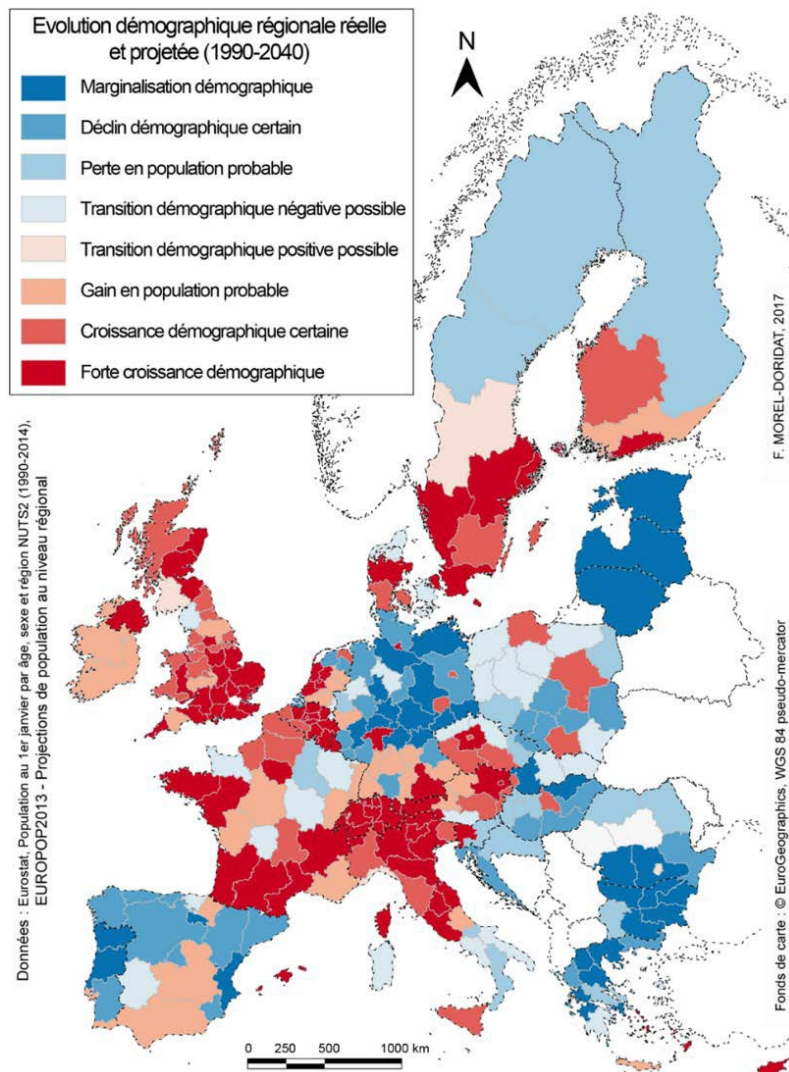 Evolution démographique régionale réelle
et projetée (1990-2040)
Marginalisation démographique
Déclin démographique certain
Perte en population probable
Transition démographique négative possible
Transition démographique positive possible
Gain en population probable
Croissance démographique certaine
Forte croissance démographique
N
F. MOREL-DORIDAT, 2017
Données : Eurostat, Population au 1er janvier par âge, sexe et région NUTS2 (1990-2014),
EUROPOP2013 - Projections de population au niveau régional
Fonds de carte : © EuroGeographics, WGS 84 pseudo-mercator
0 250 500 1000 km